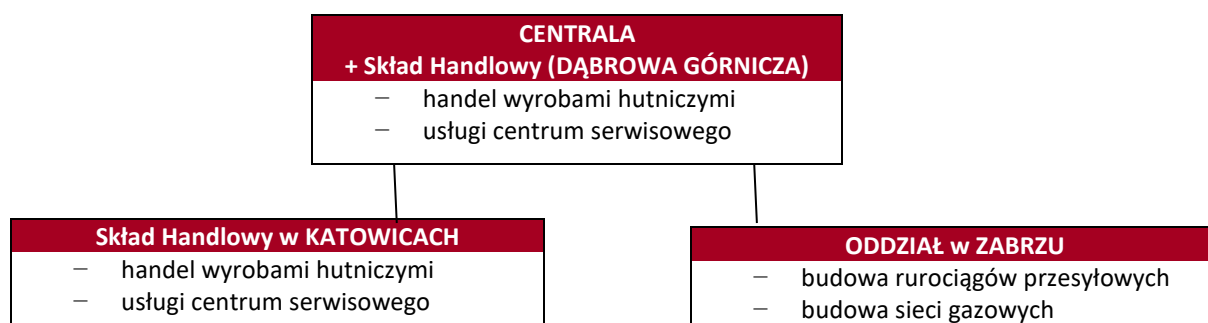 CENTRALA
+ Skład Handlowy (DĄBROWA GÓRNICZA)
— handel wyrobami hutniczymi
— usługi centrum serwisowego
Skład Handlowy w KATOWICACH
— handel wyrobami hutniczymi
— usługi centrum serwisowego
ODDZIAŁ w ZABRZU
— budowa rurociągów przesyłowych
— budowa sieci gazowych